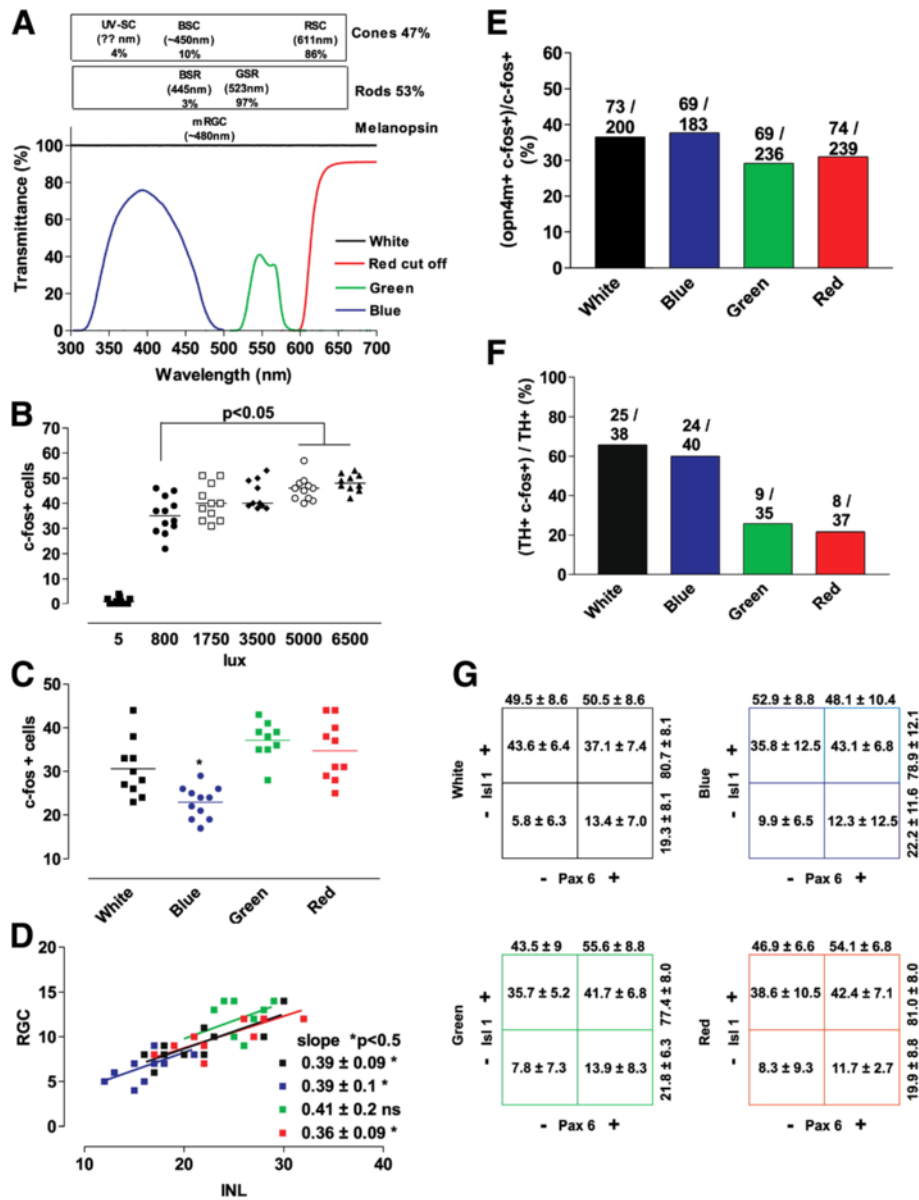 A
UV-SC BSC RSC
(?? nm) (~450nm) (611nm) Cones 47%
4% 10% 86%
BSR GSR
(445nm) (523nm) Rods 53%
3% 97%
mRGC
(~480nm) Melanopsin
Transmittance (%)
100
80
60
40
20
0
White
Red cut off
Green
Blue
300 350 400 450 500 550 600 650 700
Wavelength (nm)
B
p<0.05
c-fos+ cells
70
60
50
40
30
20
10
0
5 800 1750 3500 5000 6500
lux
C
c-fos + cells
50
40
30
20
10
*
White Blue Green Red
D
RGC
20
15
10
5
0
slope *p<0.5
0.39 ± 0.09 *
0.39 ± 0.1 *
0.41 ± 0.2 ns
0.36 ± 0.09 *
10 20 30 40
INL
E
(opn4m+ c-fos+)/c-fos+
(%)
60
50
40
30
20
10
0
73 / 200
69 / 183
69 / 236
74 / 239
White Blue Green Red
F
(TH+ c-fos+) / TH+ (%)
100
80
60
40
20
0
25 / 38
24 / 40
9 / 35
8 / 37
White Blue Green Red
G
49.5 ± 8.6 50.5 ± 8.6
White
- Isl 1 +
43.6 ± 6.4 37.1 ± 7.4
5.8 ± 6.3 13.4 ± 7.0
19.3 ± 8.1 80.7 ± 8.1
- Pax 6 +
52.9 ± 8.8 48.1 ± 10.4
Blue
- Isl 1 +
35.8 ± 12.5 43.1 ± 6.8
9.9 ± 6.5 12.3 ± 12.5
22.2 ± 11.6 78.9 ± 12.1
- Pax 6 +
43.5 ± 9 55.6 ± 8.8
Green
- Isl 1 +
35.7 ± 5.2 41.7 ± 6.8
7.8 ± 7.3 13.9 ± 8.3
21.8 ± 6.3 77.4 ± 8.0
- Pax 6 +
46.9 ± 6.6 54.1 ± 6.8
Red
- Isl 1 +
38.6 ± 10.5 42.4 ± 7.1
8.3 ± 9.3 11.7 ± 2.7
19.9 ± 8.8 81.0 ± 8.8
- Pax 6 +